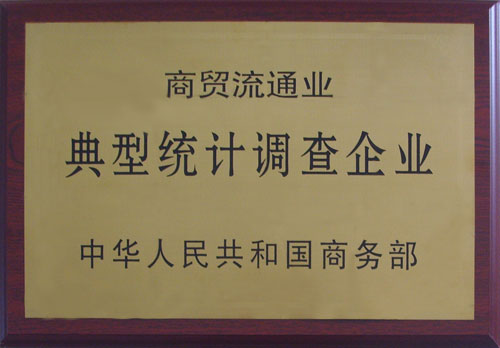 商贸流通业
典型统计调查企业
中华人民共和国商务部